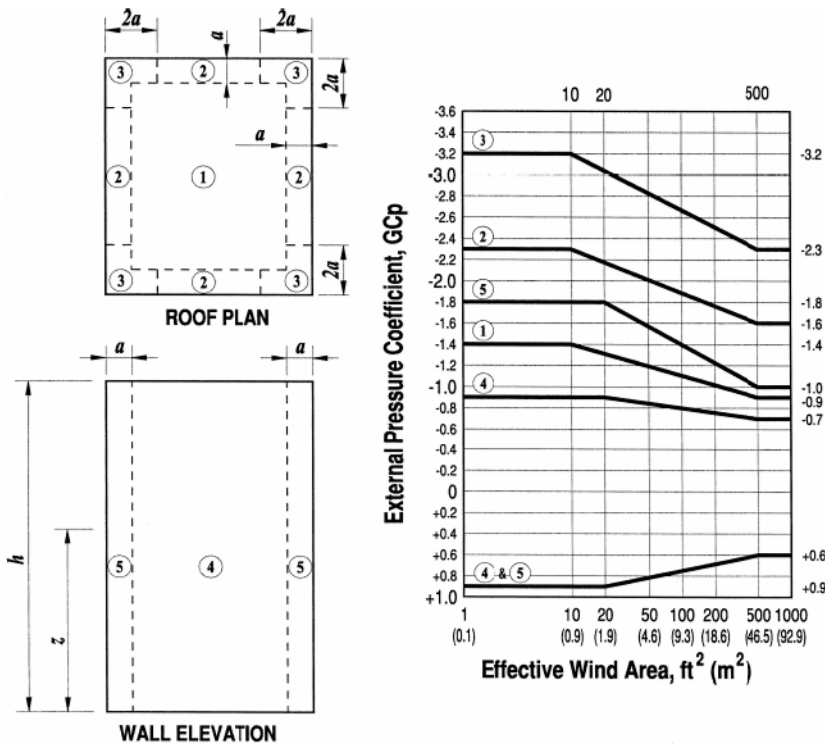 2a 2a
a
3 2 3
2a
a
2 1 2
2a
3 2 3
ROOF PLAN
a a
h
z
5 4 5
WALL ELEVATION
10 20 500
External Pressure Coefficient, GCp
-3.6
-3.4
-3.2 3 -3.2
-3.0
-2.8
-2.6
-2.4
2 -2.3
-2.2
-2.0
-1.8 5 -1.8
-1.6 1 -1.6
-1.4 -1.4
-1.2
-1.0 4 -1.0
-0.9
-0.8
-0.7
-0.6
-0.4
-0.2
0
+0.2
+0.4
+0.6 +0.6
+0.8 4 & 5
+0.9
+1.0
1 10 20 50 100 200 500 1000
(0.1) (0.9) (1.9) (4.6) (9.3) (18.6) (46.5) (92.9)
Effective Wind Area, ft2 (m2)